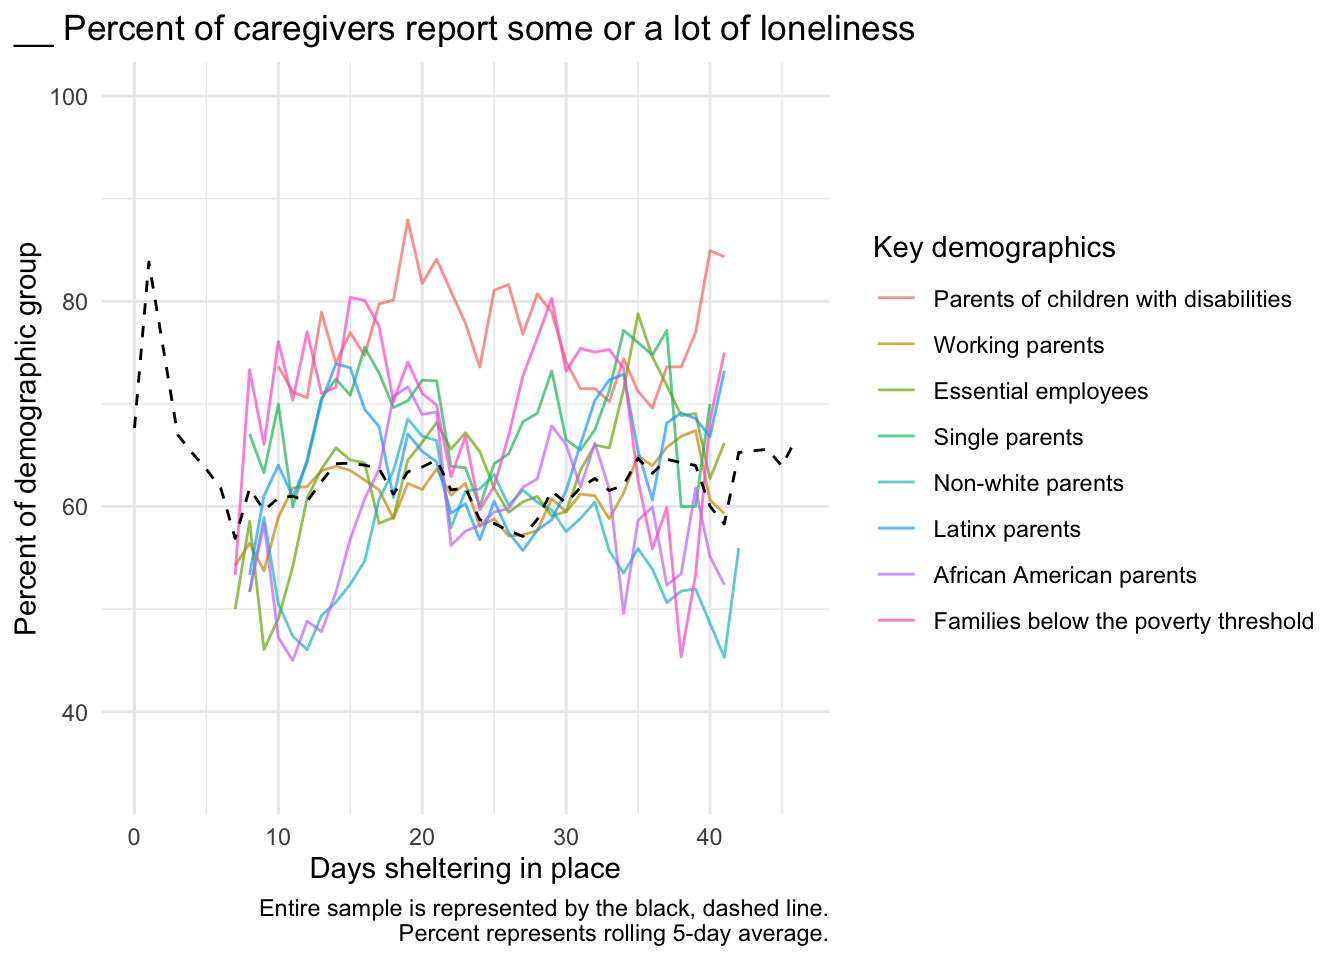 __ Percent of caregivers report some or a lot of loneliness
100
80
60
40
Percent of demographic group
0 10 20 30 40
Days sheltering in place
Entire sample is represented by the black, dashed line.
Percent represents rolling 5-day average.
Key demographics
Parents of children with disabilities
Working parents
Essential employees
Single parents
Non-white parents
Latinx parents
African American parents
Families below the poverty threshold